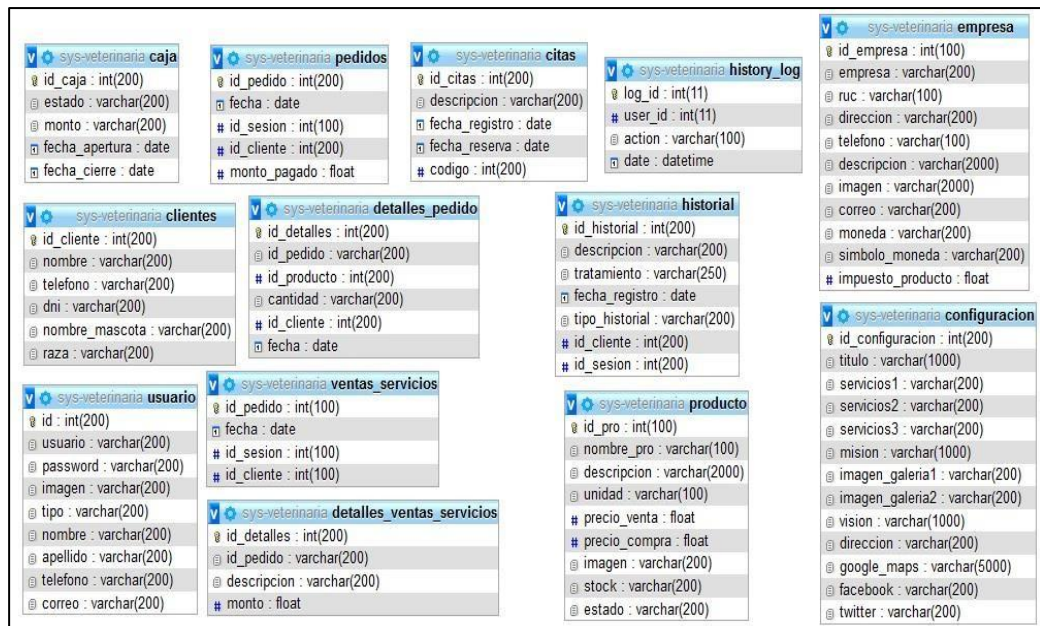 sys-veterinaria caja
id_caja : int(200)
estado : varchar(200)
monto : varchar(200)
fecha_apertura : date
fecha_cierre : date
sys-veterinaria pedidos
id_pedido : int(200)
fecha : date
id_sesion : int(100)
id_cliente : int(200)
monto_pagado : float
sys-veterinaria citas
id_citas : int(200)
descripcion : varchar(200)
fecha_registro : date
fecha_reserva : date
codigo : int(200)
sys-veterinaria history_log
log_id : int(11)
user_id : int(11)
action : varchar(100)
date : datetime
sys-veterinaria empresa
id_empresa : int(100)
empresa : varchar(200)
ruc : varchar(100)
direccion : varchar(200)
telefono : varchar(100)
descripcion : varchar(2000)
imagen : varchar(2000)
correo : varchar(200)
moneda : varchar(200)
simbolo_moneda : varchar(200)
impuesto_producto : float
sys-veterinaria clientes
id_cliente : int(200)
nombre : varchar(200)
telefono : varchar(200)
dni : varchar(200)
nombre_mascota : varchar(200)
raza : varchar(200)
sys-veterinaria detalles_pedido
id_detalles : int(200)
id_pedido : varchar(200)
id_producto : int(200)
cantidad : varchar(200)
id_cliente : int(200)
fecha : date
sys-veterinaria historial
id_historial : int(200)
descripcion : varchar(200)
tratamiento : varchar(250)
fecha_registro : date
tipo_historial : varchar(200)
id_cliente : int(200)
id_sesion : int(200)
sys-veterinaria configuracion
id_configuracion : int(200)
titulo : varchar(1000)
servicios1 : varchar(200)
servicios2 : varchar(200)
servicios3 : varchar(200)
mision : varchar(1000)
imagen_galeria1 : varchar(200)
imagen_galeria2 : varchar(200)
vision : varchar(1000)
direccion : varchar(200)
google_maps : varchar(5000)
facebook : varchar(200)
twitter : varchar(200)
sys-veterinaria usuario
id : int(200)
usuario : varchar(200)
password : varchar(200)
imagen : varchar(200)
tipo : varchar(200)
nombre : varchar(200)
apellido : varchar(200)
telefono : varchar(200)
correo : varchar(200)
sys-veterinaria ventas_servicios
id_pedido : int(100)
fecha : date
id_sesion : int(100)
id_cliente : int(100)
sys-veterinaria detalles_ventas_servicios
id_detalles : int(200)
id_pedido : varchar(200)
descripcion : varchar(200)
monto : float
sys-veterinaria producto
id_pro : int(100)
nombre_pro : varchar(100)
descripcion : varchar(2000)
unidad : varchar(100)
precio_venta : float
precio_compra : float
imagen : varchar(200)
stock : varchar(200)
estado : varchar(200)